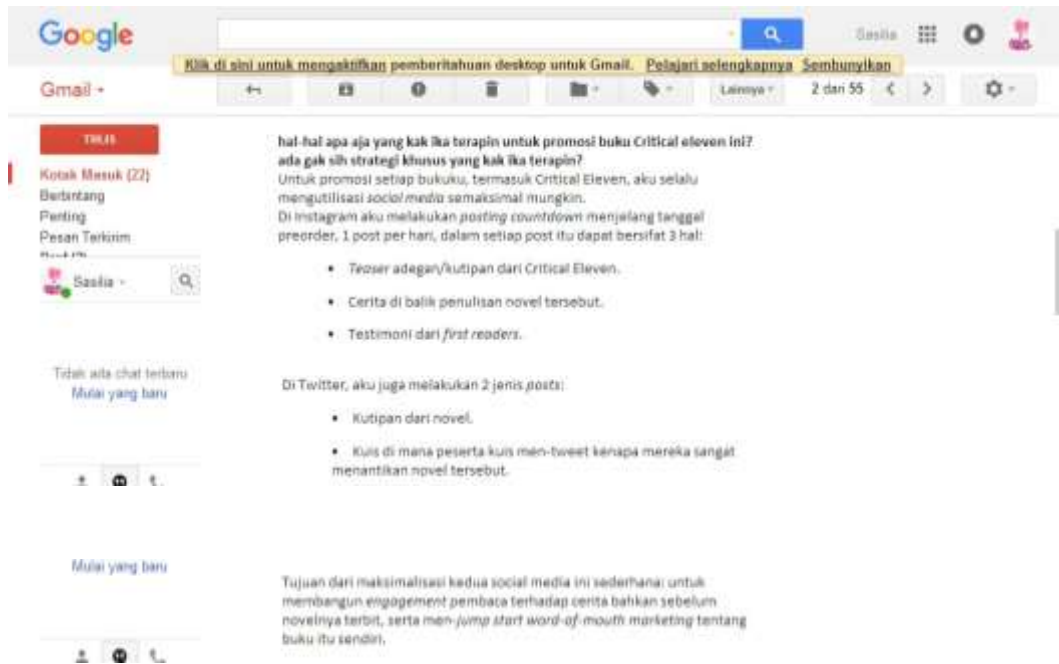 Google
Sasilia
Klik di sini untuk mengaktifkan pemberitahuan desktop untuk Gmail. Pelajari selengkapnya Sembunyikan
Gmail
Lainnya
2 dari 55
TULIS
Kotak Masuk (22)
Berbintang
Penting
Pesan Terkirim
Sasilia
Tidak ada chat terbaru
Mulai yang baru
hal-hal apa aja yang kak ika terapin untuk promosi buku Critical eleven ini?
ada gak sih strategi khusus yang kak ika terapin?
Untuk promosi setiap bukuku, termasuk Critical Eleven, aku selalu
mengutilisasi social media semaksimal mungkin.
Di Instagram aku melakukan posting countdown menjelang tanggal
preorder, 1 post per hari, dalam setiap post itu dapat bersifat 3 hal:
• Teaser adegan/kutipan dari Critical Eleven.
• Cerita di balik penulisan novel tersebut.
• Testimoni dari first readers.
Di Twitter, aku juga melakukan 2 jenis posts:
• Kutipan dari novel.
• Kuis di mana peserta kuis men-tweet kenapa mereka sangat
menantikan novel tersebut.
Mulai yang baru
Tujuan dari maksimalisasi kedua social media ini sederhana: untuk
membangun engagement pembaca terhadap cerita bahkan sebelum
novelnya terbit, serta men-jump start word-of-mouth marketing tentang
buku itu sendiri.